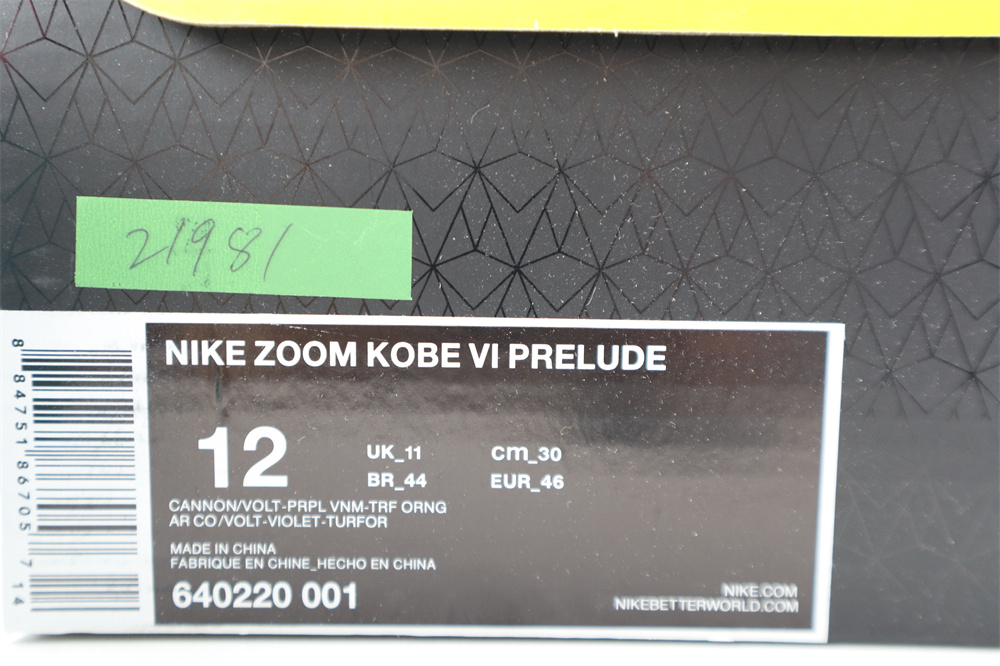 21981
NIKE ZOOM KOBE VI PRELUDE
12
UK_11 cm_30
BR_44 EUR_46
CANNON/VOLT-PRPL VNM-TRF ORNG
AR CO/VOLT-VIOLET-TURFOR
MADE IN CHINA
FABRIQUE EN CHINE_HECHO EN CHINA
640220 001
NIKE.COM
NIKEBETTERWORLD.COM
8 84751 86705 7 14